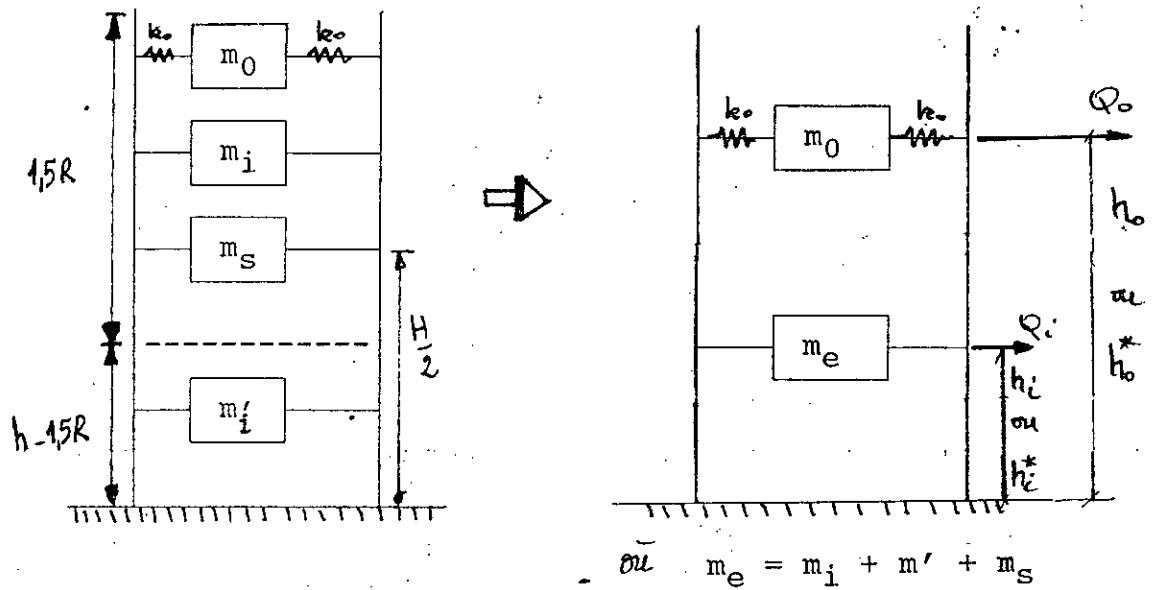 k₀ k₀
m₀
mᵢ
1,5R
mₛ
H/2
h-1,5R
m′ᵢ
k₀ k₀
m₀
Q₀
h₀
ou
h₀*
mₑ
Qᵢ
hᵢ
ou
hᵢ*
où mₑ = mᵢ + m′ + mₛ